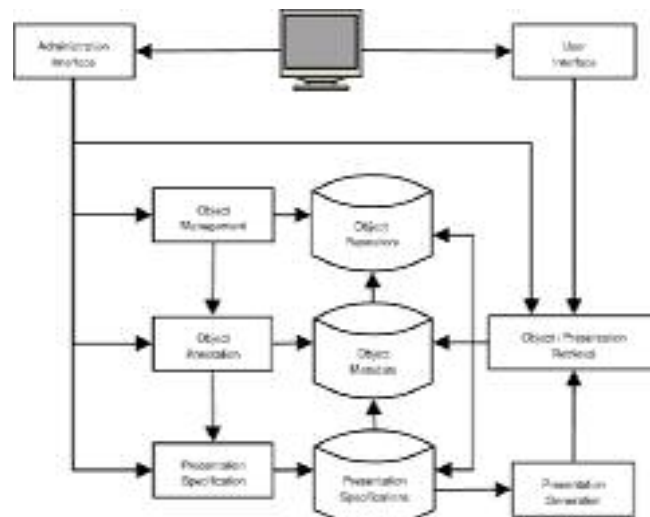 Administration
Interface
User
Interface
Object
Management
Object
Repository
Object
Annotation
Object
Metadata
Object / Presentation
Retrieval
Presentation
Specification
Presentation
Specifications
Presentation
Generation